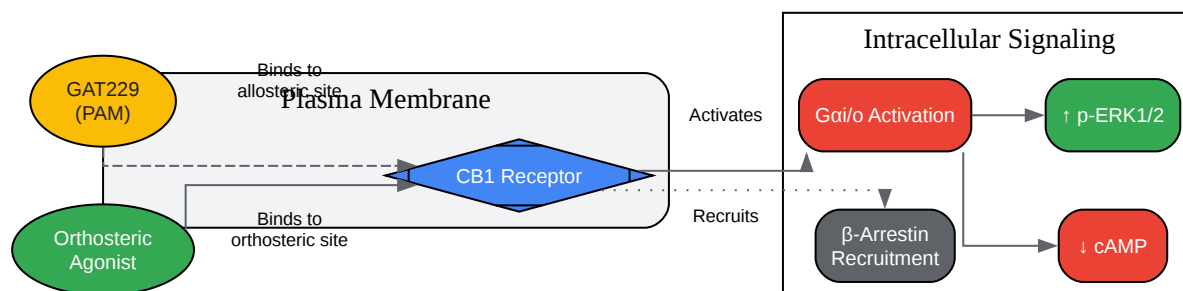 GAT229
(PAM)
Binds to
allosteric site
Plasma Membrane
CB1 Receptor
Orthosteric
Agonist
Binds to
orthosteric site
Activates
Recruits
Intracellular Signaling
Gαi/o Activation
↑ p-ERK1/2
β-Arrestin
Recruitment
↓ cAMP